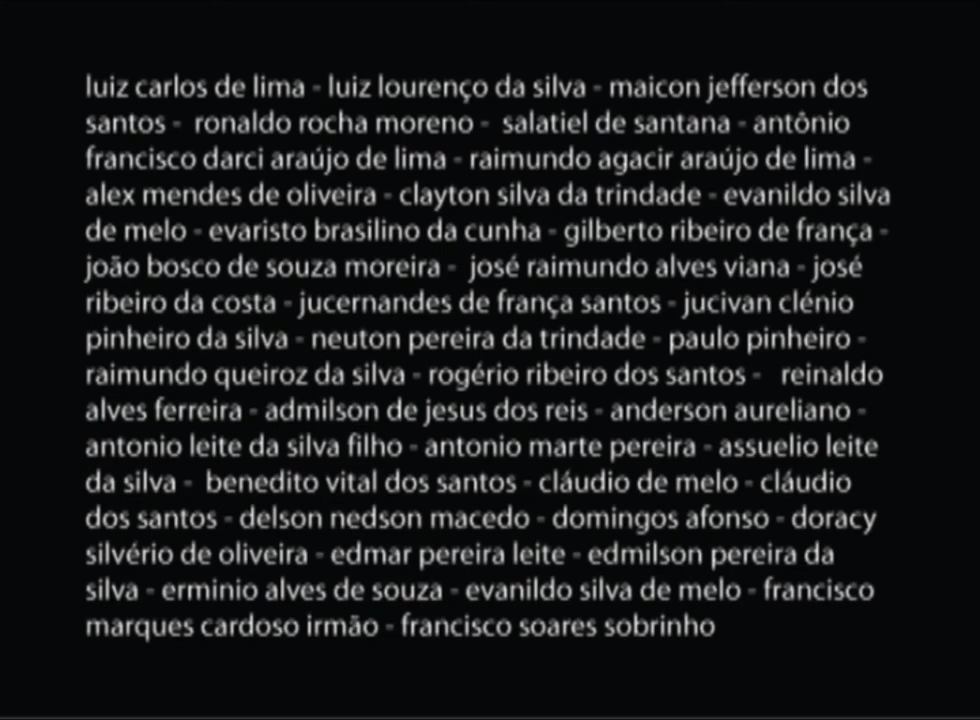 luiz carlos de lima - luiz lourenço da silva - maicon jefferson dos
santos - ronaldo rocha moreno - salatiel de santana - antônio
francisco darci araújo de lima - raimundo agacir araújo de lima -
alex mendes de oliveira - clayton silva da trindade - evanildo silva
de melo - evaristo brasilino da cunha - gilberto ribeiro de frança -
joão bosco de souza moreira - josé raimundo alves viana - josé
ribeiro da costa - jucernandes de frança santos - jucivan clénio
pinheiro da silva - neuton pereira da trindade - paulo pinheiro -
raimundo queiroz da silva - rogério ribeiro dos santos - reinaldo
alves ferreira - admilson de jesus dos reis - anderson aureliano -
antonio leite da silva filho - antonio marte pereira - assuelio leite
da silva - benedito vital dos santos - cláudio de melo - cláudio
dos santos - delson nedson macedo - domingos afonso - doracy
silvério de oliveira - edmar pereira leite - edmilson pereira da
silva - erminio alves de souza - evanildo silva de melo - francisco
marques cardoso irmão - francisco soares sobrinho